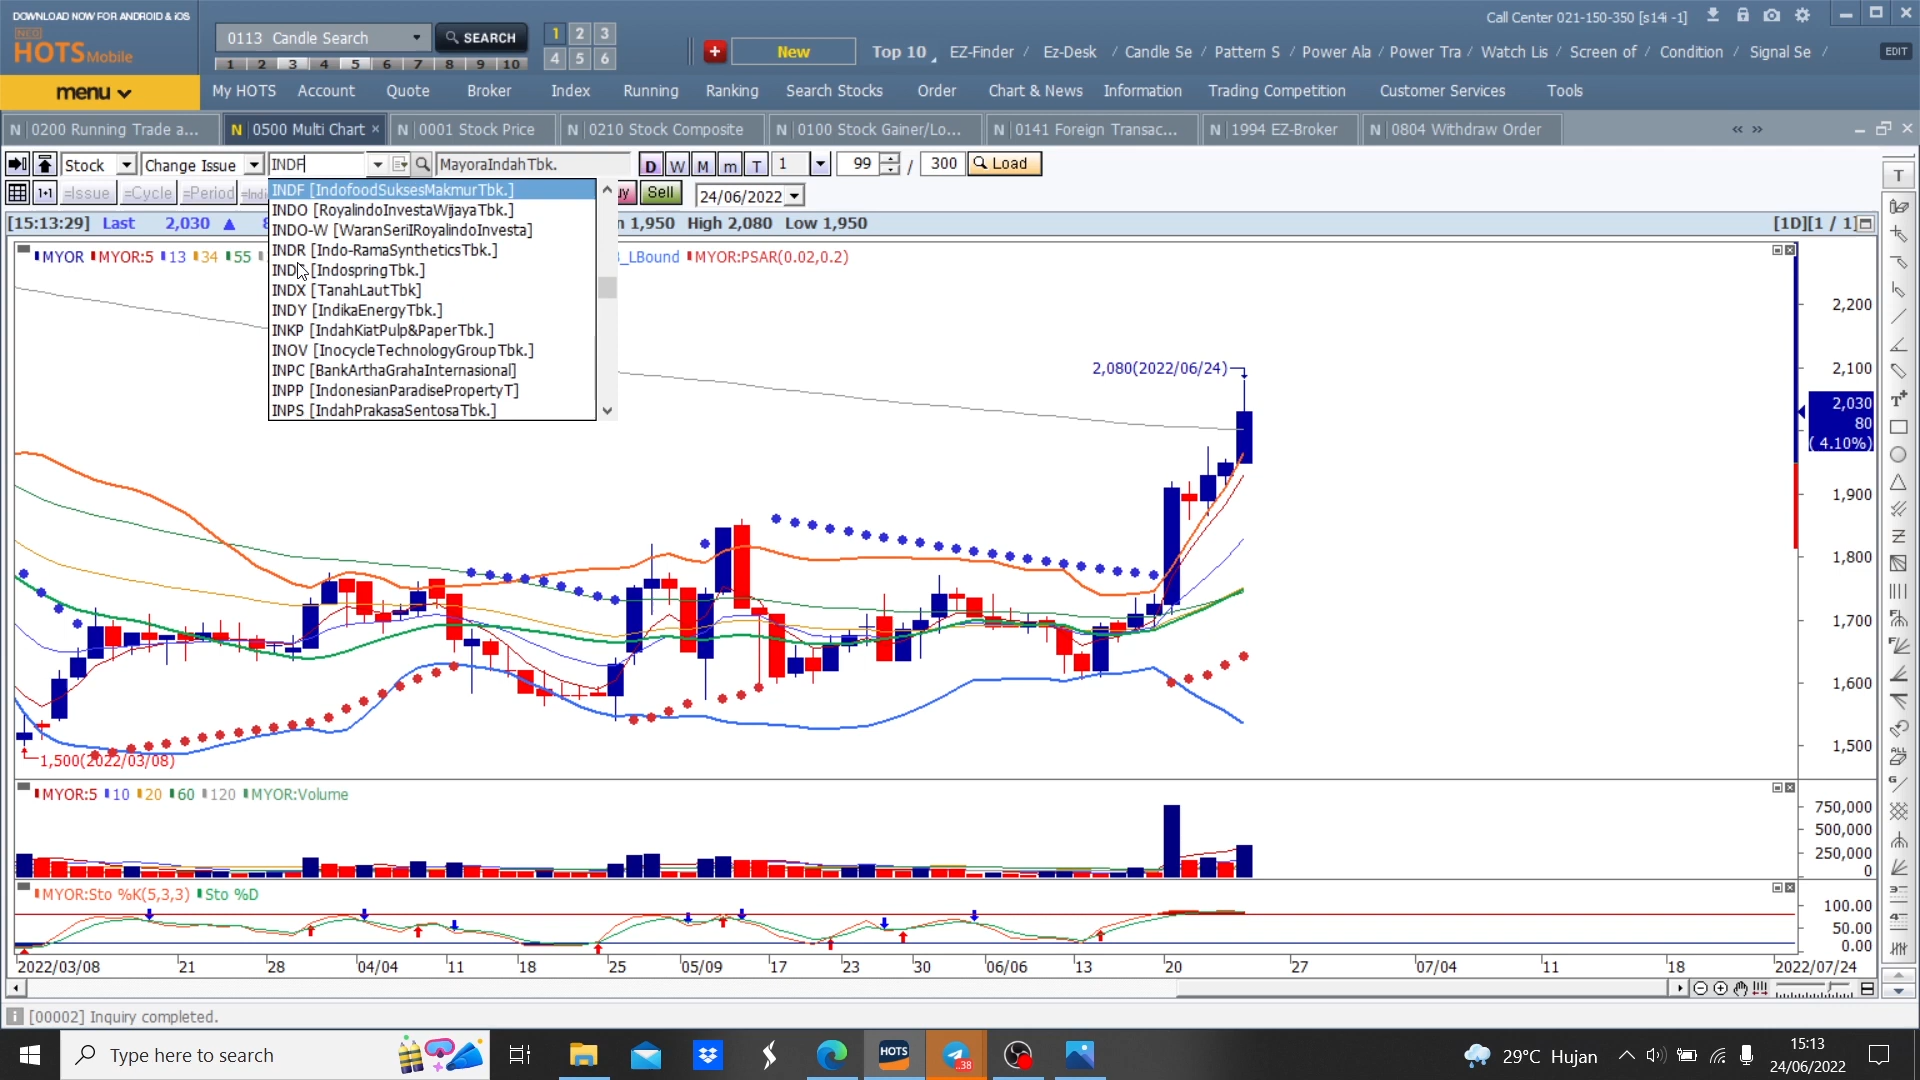 DOWNLOAD NOW FOR ANDROID & iOS
NEO
HOTS Mobile
0113 Candle Search
SEARCH
1 2 3
4 5 6
1 2 3 4 5 6 7 8 9 10
New
Call Center 021-150-350 [s14i -1]
Top 10 EZ-Finder / Ez-Desk / Candle Se / Pattern S / Power Ala / Power Tra / Watch Lis / Screen of / Condition / Signal Se /
EDIT
menu
My HOTS Account Quote Broker Index Running Ranking Search Stocks Order Chart & News Information Trading Competition Customer Services Tools
N 0200 Running Trade a...
N 0500 Multi Chart ×
N 0001 Stock Price
N 0210 Stock Composite
N 0100 Stock Gainer/Lo...
N 0141 Foreign Transac...
N 1994 EZ-Broker
N 0804 Withdraw Order
Stock Change Issue INDF MayoraIndahTbk. D W M m T 1 99 / 300 Load
1•1 =Issue =Cycle =Period Sell 24/06/2022
[15:13:29] Last 2,030 ▲ 1,950 High 2,080 Low 1,950 [1D][1 / 1]
INDF [IndofoodSuksesMakmurTbk.]
INDO [RoyalindoInvestaWijayaTbk.]
INDO-W [WaranSeriIRoyalindoInvesta]
INDR [Indo-RamaSyntheticsTbk.]
[IndospringTbk.]
INDX [TanahLautTbk]
INDY [IndikaEnergyTbk.]
INKP [IndahKiatPulp&PaperTbk.]
INOV [InocycleTechnologyGroupTbk.]
INPC [BankArthaGrahaInternasional]
INPP [IndonesianParadisePropertyT]
INPS [IndahPrakasaSentosaTbk.]
MYOR MYOR:5 13 34 55
_LBound MYOR:PSAR(0.02,0.2)
2,080(2022/06/24)
1,500(2022/03/08)
2,200
2,100
2,030
80
( 4.10%)
1,900
1,800
1,700
1,600
1,500
MYOR:5 10 20 60 120 MYOR:Volume
750,000
500,000
250,000
0
MYOR:Sto %K(5,3,3) Sto %D
100.00
50.00
0.00
2022/03/08 21 28 04/04 11 18 25 05/09 17 23 30 06/06 13 20 27 07/04 11 18 2022/07/24
[00002] Inquiry completed.
Type here to search
HOTS
38
29°C Hujan
15:13
24/06/2022